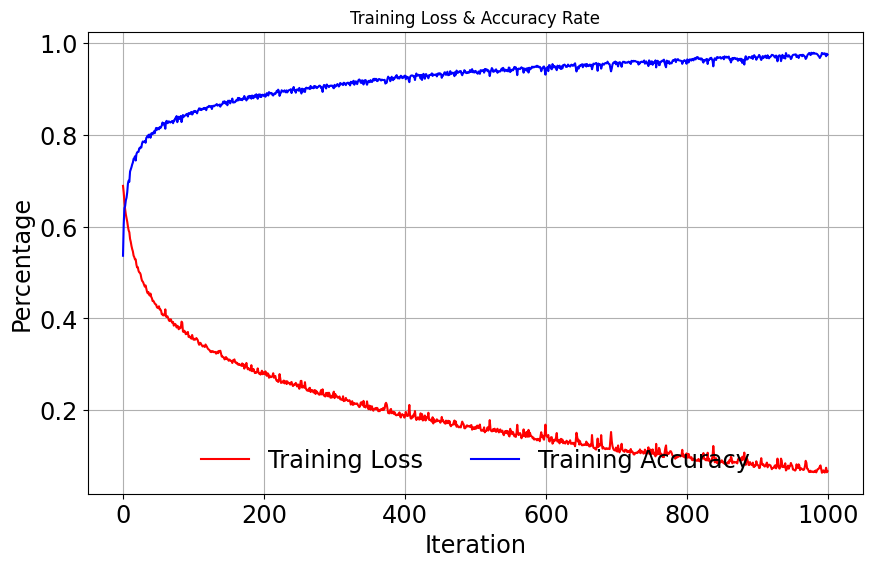 Training Loss & Accuracy Rate
1.0
0.8
0.6
0.4
0.2
Percentage
Training Loss Training Accuracy
0 200 400 600 800 1000
Iteration